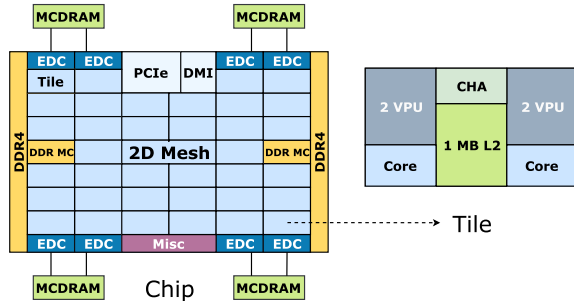 MCDRAM MCDRAM
EDC EDC PCIe DMI EDC EDC
Tile
DDR4 DDR MC 2D Mesh DDR MC DDR4
EDC EDC Misc EDC EDC
MCDRAM Chip MCDRAM
CHA
2 VPU 2 VPU
1 MB L2
Core Core
Tile